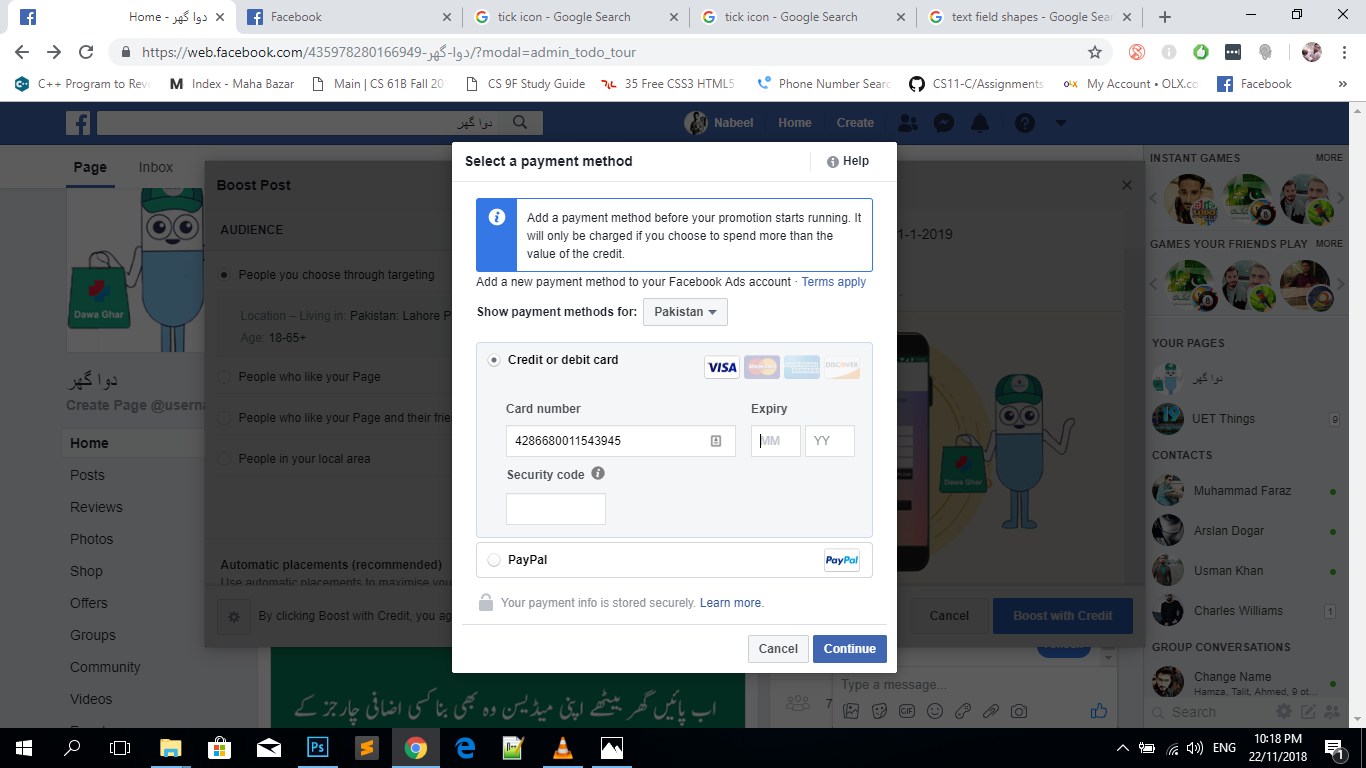 Home - دوا گھر
Facebook
tick icon - Google Search
tick icon - Google Search
text field shapes - Google Sear
https://web.facebook.com/دوا-گھر-435978280166949/?modal=admin_todo_tour
C++ Program to Reve
Index - Maha Bazar
Main | CS 61B Fall 20
CS 9F Study Guide
35 Free CSS3 HTML5
Phone Number Searc
CS11-C/Assignments
My Account • OLX.co
Facebook
دوا گھر
Nabeel
Home
Create
Page
Inbox
Dawa Ghar
دوا گھر
Create Page @userna
Home
Posts
Reviews
Photos
Shop
Offers
Groups
Community
Videos
Boost Post
AUDIENCE
People you choose through targeting
Location – Living in: Pakistan: Lahore P
Age: 18-65+
People who like your Page
People who like your Page and their frie
People in your local area
Automatic placements (recommended)
Use automatic placements to maximise your
By clicking Boost with Credit, you ag
1-1-2019
Dawa Ghar
Cancel
Boost with Credit
Select a payment method
Help
Add a payment method before your promotion starts running. It
will only be charged if you choose to spend more than the
value of the credit.
Add a new payment method to your Facebook Ads account · Terms apply
Show payment methods for:
Pakistan
Credit or debit card
VISA
MasterCard
AMERICAN EXPRESS
DISCOVER
Card number
Expiry
4286680011543945
MM
YY
Security code
PayPal
PayPal
Your payment info is stored securely. Learn more.
Cancel
Continue
اب پائیں گھر بیٹھے اپنی میڈیسن وہ بھی بنا کسی اضافی چارجز کے
Type a message...
GIF
7
INSTANT GAMES
MORE
GAMES YOUR FRIENDS PLAY
MORE
YOUR PAGES
دوا گھر
UET Things
9
CONTACTS
Muhammad Faraz
Arslan Dogar
Usman Khan
Charles Williams
1
GROUP CONVERSATIONS
Change Name
Hamza, Talit, Ahmed, 9 ot...
Search
Ps
ENG
10:18 PM
22/11/2018
1